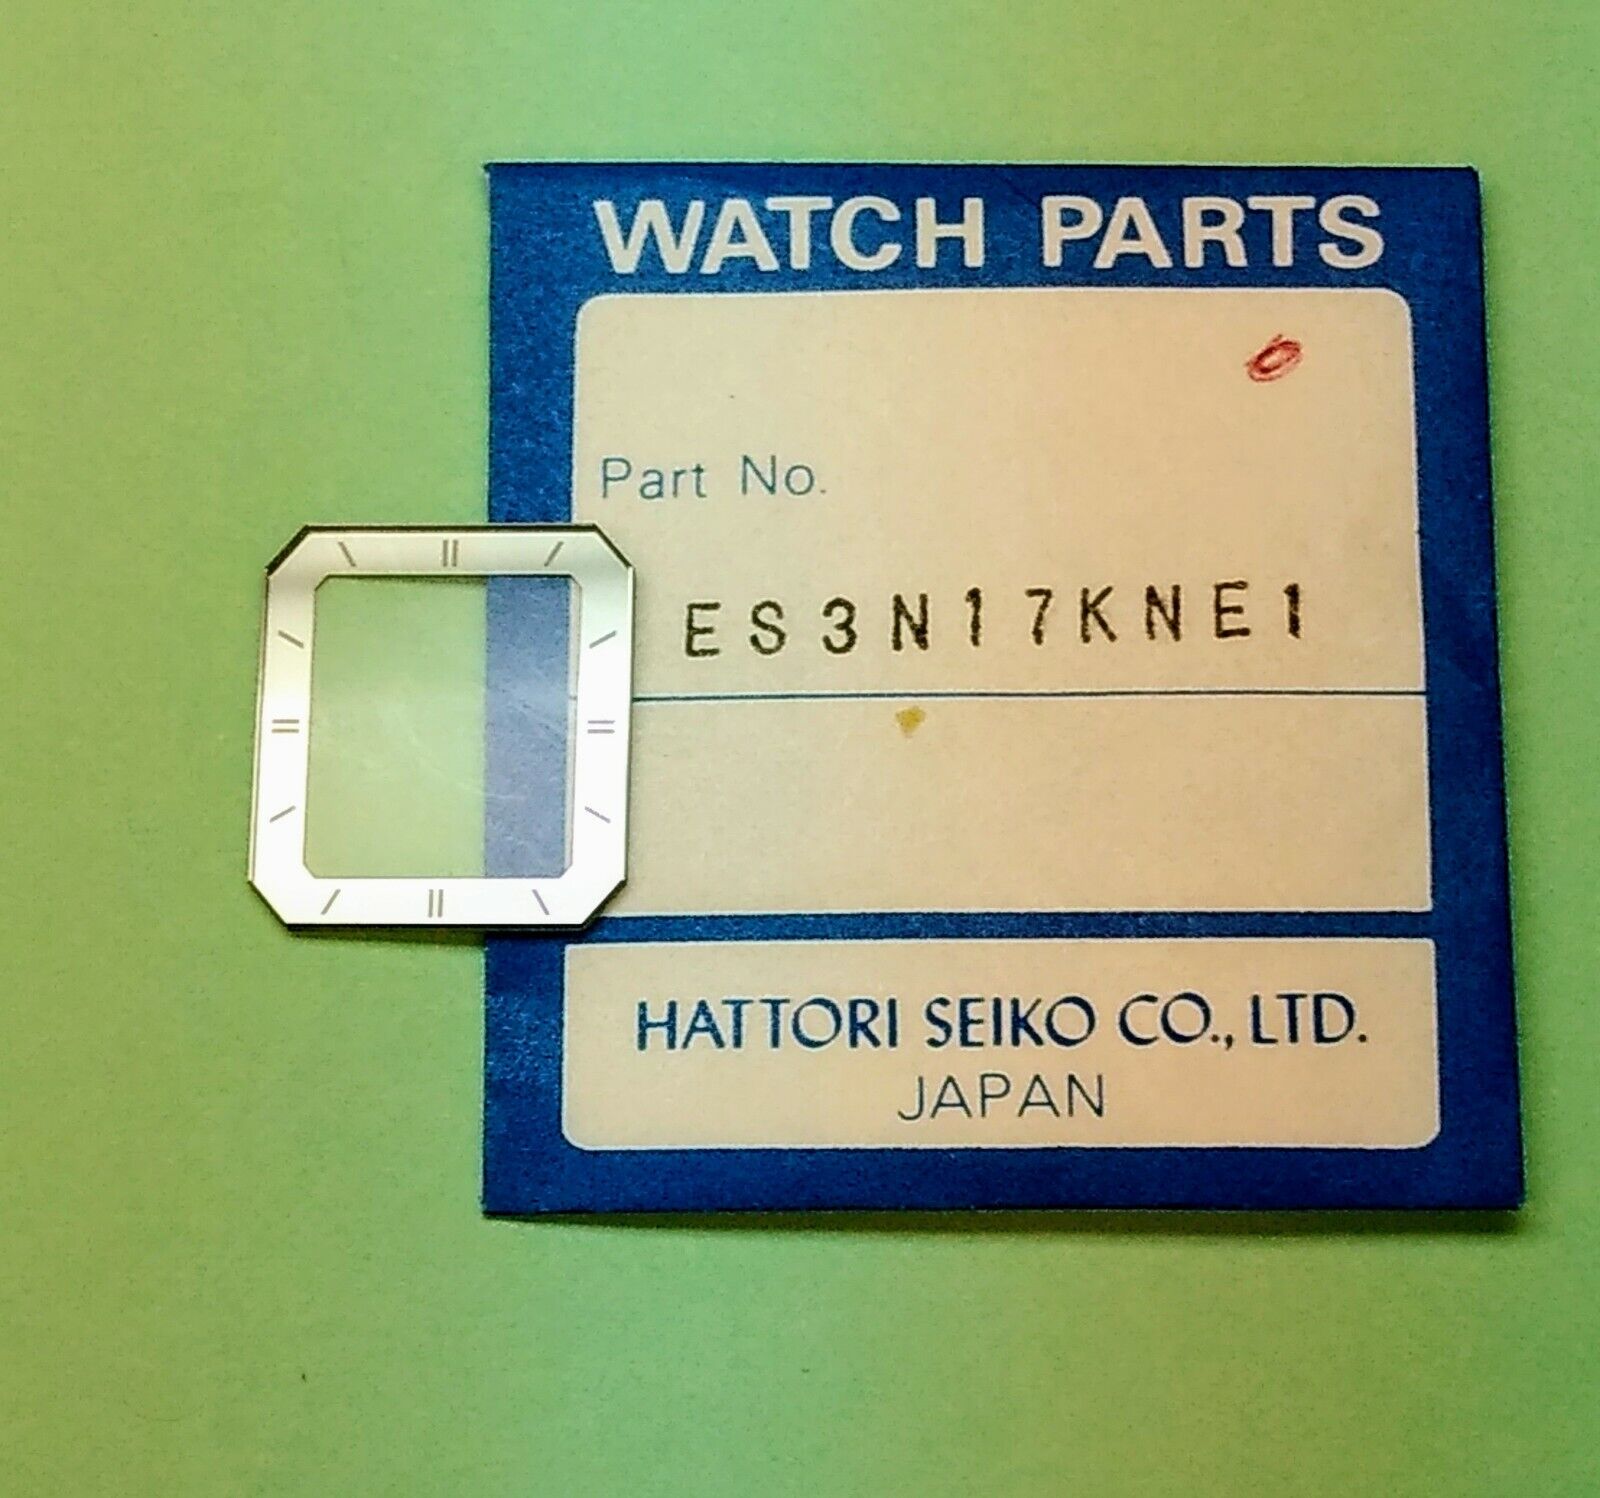 WATCH PARTS
Part No.
ES3N17KNE1
HATTORI SEIKO CO., LTD.
JAPAN